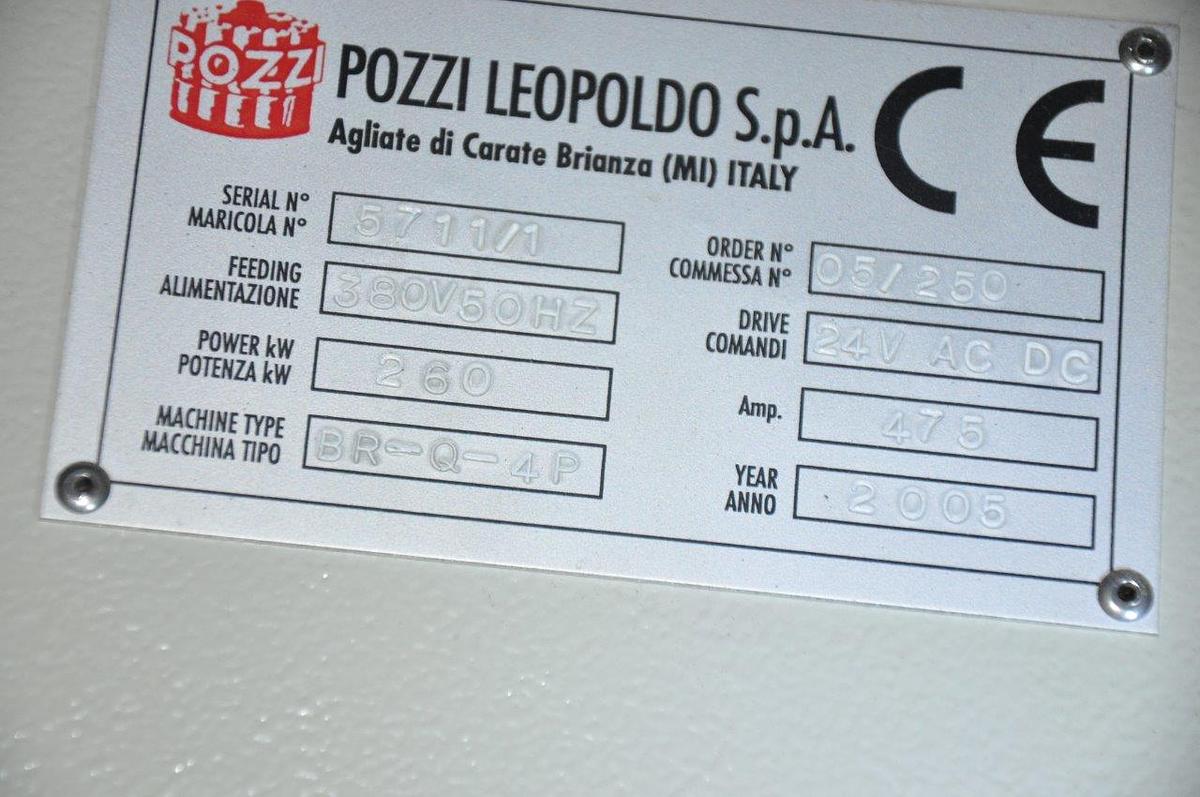 POZZI
POZZI LEOPOLDO S.p.A.
Agliate di Carate Brianza (MI) ITALY
CE
SERIAL N°
MARICOLA N°
5711/1
FEEDING
ALIMENTAZIONE
380V50HZ
POWER kW
POTENZA kW
260
MACHINE TYPE
MACCHINA TIPO
BR-Q-4P
ORDER N°
COMMESSA N°
05/250
DRIVE
COMANDI
24V AC DC
Amp.
475
YEAR
ANNO
2005